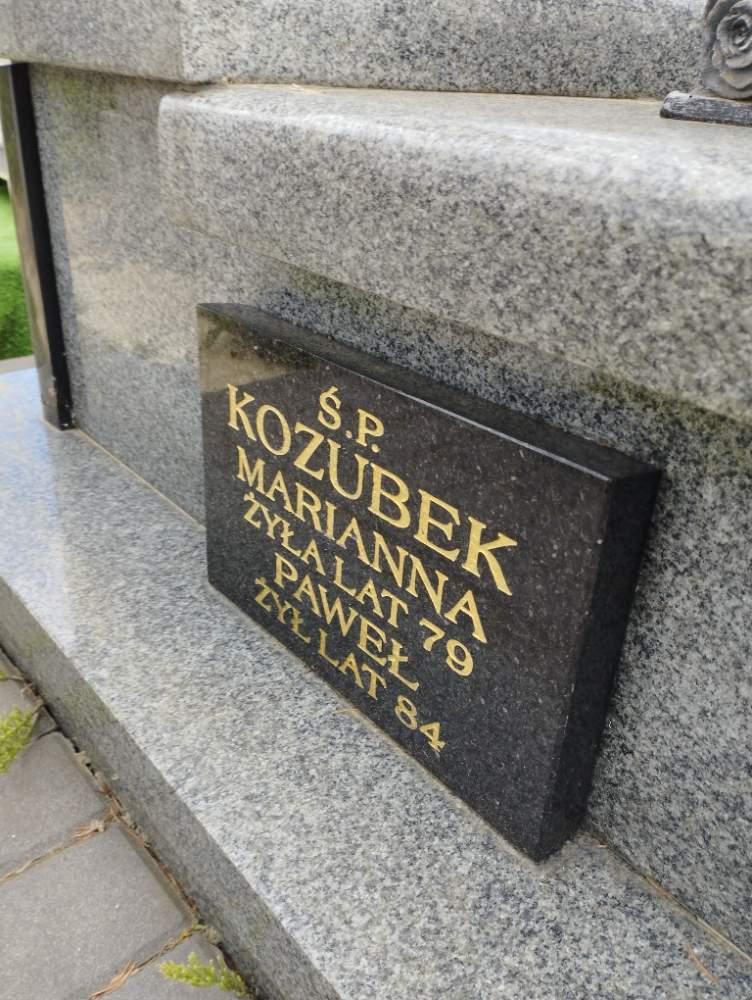 Ś.P.
KOZUBEK
MARIANNA
ŻYŁA LAT 79
PAWEŁ
ŻYŁ LAT 84